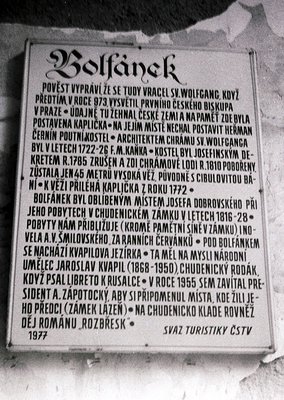 Bolfánek
POVĚST VYPRÁVÍ, ŽE SE TUDY VRACEL SV. WOLFGANG, KDYŽ
PŘEDTÍM V ROCE 973 VYSVĚTIL PRVNÍHO ČESKÉHO BISKUPA
V PRAZE • ÚDAJNĚ TU ŽEHNAL ČESKÉ ZEMI A NA PAMĚŤ ZDE BYLA
POSTAVENA KAPLIČKA • NA JEJÍM MÍSTĚ NECHAL POSTAVIT HEŘMAN
ČERNÍN POUTNÍ KOSTEL • ARCHITEKTEM CHRÁMU SV. WOLFGANGA
BYL V LETECH 1722-26 F. M. KAŇKA • KOSTEL BYL JOSEFINSKÝM DE-
KRETEM R. 1785 ZRUŠEN A ZDI CHRÁMOVÉ LODI R. 1810 POBOŘENY
ZŮSTALA JEN 45 METRŮ VYSOKÁ VĚŽ, PŮVODNĚ S CIBULOVITOU BÁ-
NÍ • K VĚŽI PŘILÉHÁ KAPLIČKA Z ROKU 1772 •
BOLFÁNEK BYL OBLÍBENÝM MÍSTEM JOSEFA DOBROVSKÉHO PŘI
JEHO POBYTECH V CHUDENICKÉM ZÁMKU V LETECH 1816-28 •
POBYTY NÁM PŘIBLIŽUJE (KROMĚ PAMĚTNÍ SÍNĚ V ZÁMKU) I NO-
VELA A. V. ŠMILOVSKÉHO „ZA RANNÍCH ČERVÁNKŮ • POD BOLFÁNKEM
SE NACHÁZÍ KVAPILOVA JEZÍRKA • TA MĚL NA MYSLI NÁRODNÍ
UMĚLEC JAROSLAV KVAPIL (1868-1950), CHUDENICKÝ RODÁK,
KDYŽ PSAL LIBRETO K RUSALCE • V ROCE 1955 SEM ZAVÍTAL PRE-
SIDENT A. ZÁPOTOCKÝ, ABY SI PŘIPOMENUL MÍSTA, KDE ŽILI JE-
HO PŘEDCI (ZÁMEK LÁZEŇ) • NA CHUDENICKO KLADE ROVNĚŽ
DĚJ ROMÁNU „ROZBŘESK" •
1977 SVAZ TURISTIKY ČSTV